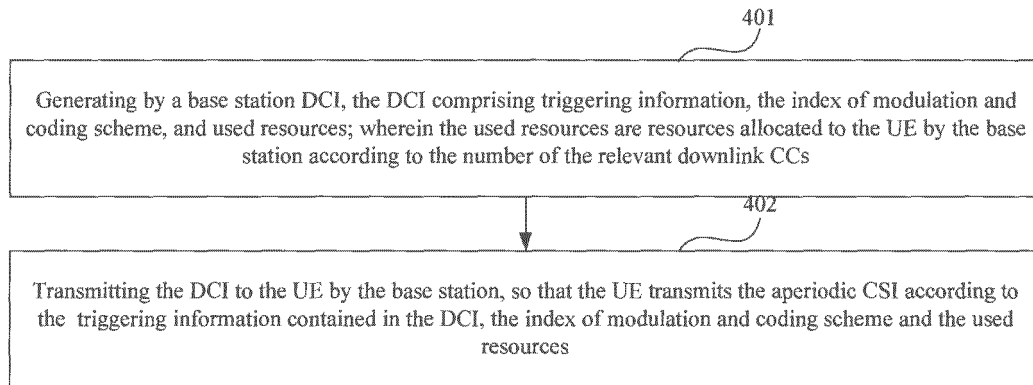 401
Generating by a base station DCI, the DCI comprising triggering information, the index of modulation and
coding scheme, and used resources; wherein the used resources are resources allocated to the UE by the base
station according to the number of the relevant downlink CCs
402
Transmitting the DCI to the UE by the base station, so that the UE transmits the aperiodic CSI according to
the triggering information contained in the DCI, the index of modulation and coding scheme and the used
resources